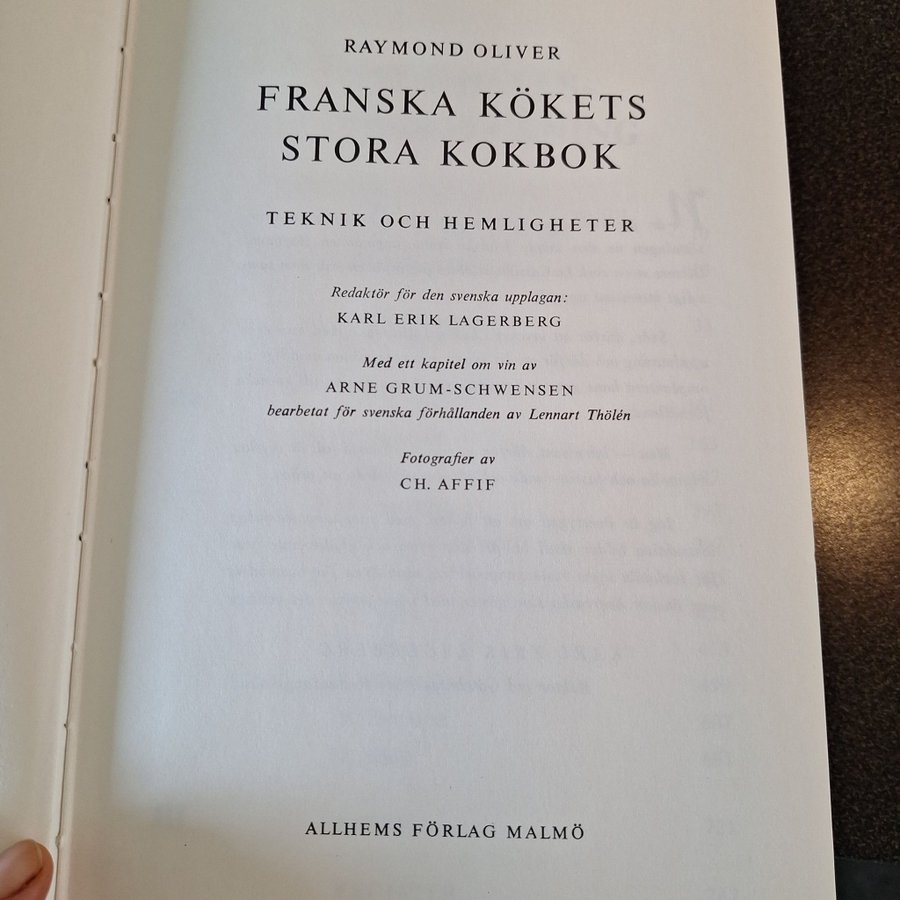 RAYMOND OLIVER
FRANSKA KÖKETS
STORA KOKBOK
TEKNIK OCH HEMLIGHETER
Redaktör för den svenska upplagan:
KARL ERIK LAGERBERG
Med ett kapitel om vin av
ARNE GRUM-SCHWENSEN
bearbetat för svenska förhållanden av Lennart Thölén
Fotografier av
CH. AFFIF
ALLHEMS FÖRLAG MALMÖ